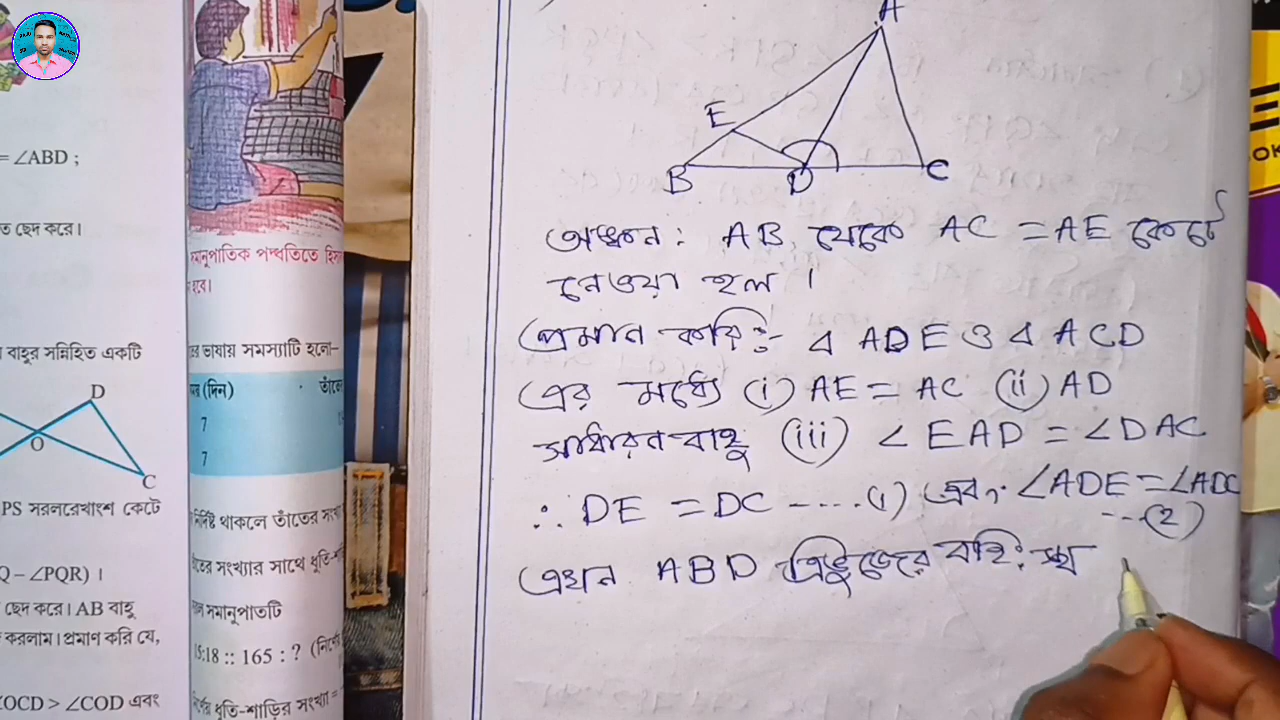 = ∠ABD ;
ত ছেদ করে।
র বাহুর সন্নিহিত একটি
D
O
C
PS সরলরেখাংশ কেটে
Q – ∠PQR) ।
ছেদ করে। AB বাহু
করলাম। প্রমাণ করি যে,
∠OCD > ∠COD এবং
মানুপাতিক পদ্ধতিতে হিসাব
হবে।
তের ভাষায় সমস্যাটি হলো—
(দিন) তাঁতের
7
7
নির্দিষ্ট থাকলে তাঁতের সংখ্যা
তাঁতের সংখ্যার সাথে ধুতি-শাড়ি
সমানুপাতটি
15:18 :: 165 : ? (নির্ণেয়
নির্ণেয় ধুতি-শাড়ির সংখ্যা =
A
E
B D C
অঙ্কন : AB থেকে AC = AE কেটে
নেওয়া হল ।
প্রমান করি :- △ ADE ও △ ACD
এর মধ্যে (i) AE = AC (ii) AD
সাধারন বাহু (iii) ∠EAD = ∠DAC
∴ DE = DC ----- (1) এবং ∠ADE = ∠ADC
--- (2)
এখন ABD ত্রিভুজের বহি: স্থ